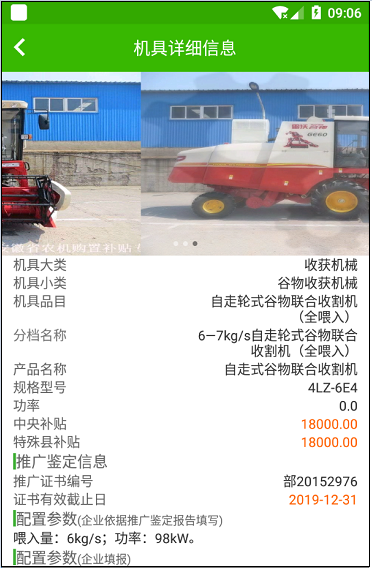 09:06
机具详细信息
GE60
安徽省农机购置补贴
机具大类 收获机械
机具小类 谷物收获机械
机具品目 自走轮式谷物联合收割机
（全喂入）
分档名称 6—7kg/s自走轮式谷物联合
收割机（全喂入）
产品名称 自走式谷物联合收割机
规格型号 4LZ-6E4
功率 0.0
中央补贴 18000.00
特殊县补贴 18000.00
推广鉴定信息
推广证书编号 部20152976
证书有效截止日 2019-12-31
配置参数(企业依据推广鉴定报告填写)
喂入量：6kg/s；功率：98kW。
配置参数(企业填报)